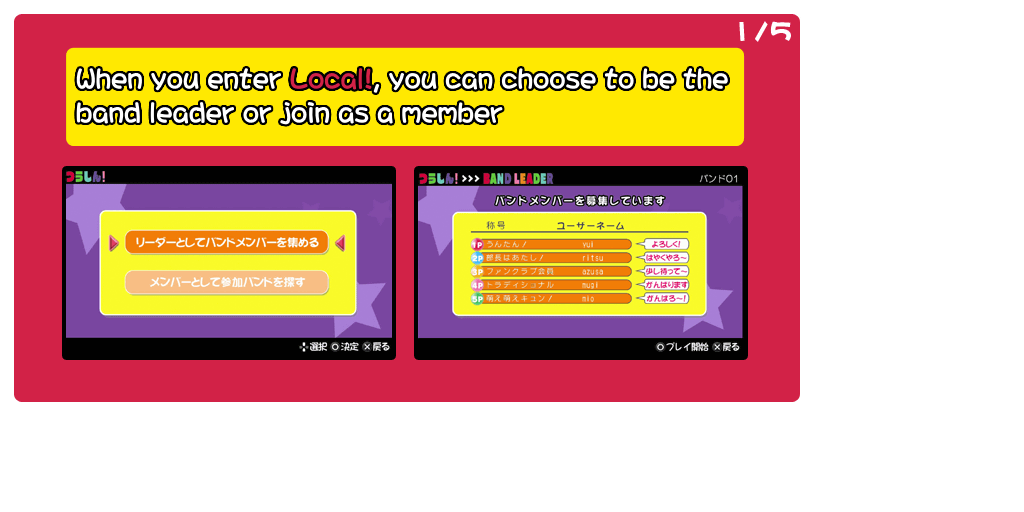 1/5
When you enter Local!, you can choose to be the
band leader or join as a member
つうしん!
リーダーとしてバンドメンバーを集める
メンバーとして参加バンドを探す
選択 決定 戻る
つうしん! >>> BAND LEADER バンド01
バンドメンバーを募集しています
称号 ユーザーネーム
1P うんたん♪ yui よろしく!
2P 部長はあたし! ritsu はやくやろ~
3P ファンクラブ会員 azusa 少し待って~
4P トラディショナル mugi がんばります
5P 萌え萌えキュン! mio がんばろ~!
プレイ開始 戻る